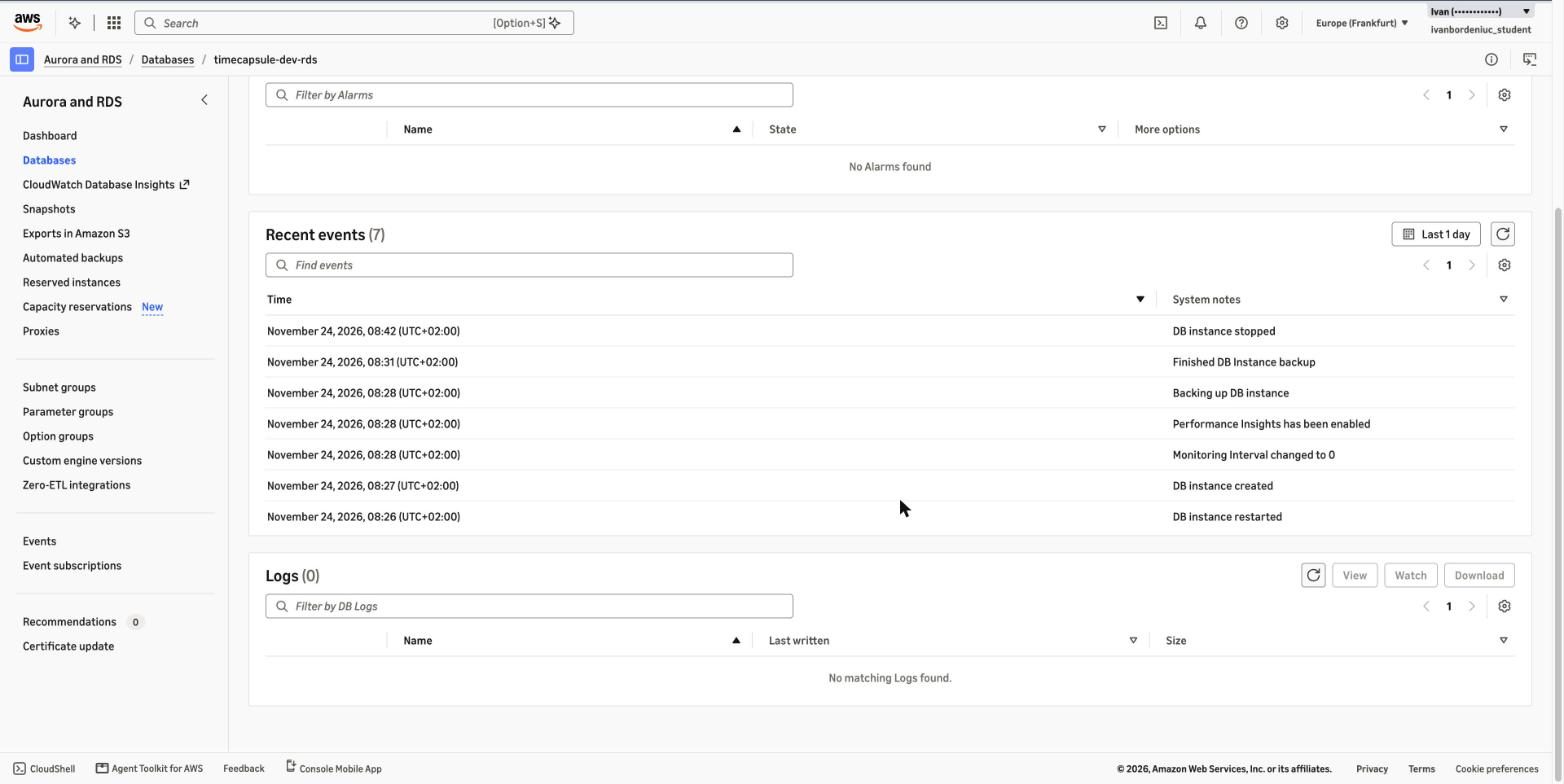 aws Search [Option+S] Europe (Frankfurt) Ivan (············)
ivanbordeniuc_student
Aurora and RDS / Databases / timecapsule-dev-rds
Aurora and RDS
Dashboard
Databases
CloudWatch Database Insights
Snapshots
Exports in Amazon S3
Automated backups
Reserved instances
Capacity reservations New
Proxies
Subnet groups
Parameter groups
Option groups
Custom engine versions
Zero-ETL integrations
Events
Event subscriptions
Recommendations 0
Certificate update
Filter by Alarms 1
Name State More options
No Alarms found
Recent events (7) Last 1 day
Find events 1
Time System notes
November 24, 2026, 08:42 (UTC+02:00) DB instance stopped
November 24, 2026, 08:31 (UTC+02:00) Finished DB Instance backup
November 24, 2026, 08:28 (UTC+02:00) Backing up DB instance
November 24, 2026, 08:28 (UTC+02:00) Performance Insights has been enabled
November 24, 2026, 08:28 (UTC+02:00) Monitoring Interval changed to 0
November 24, 2026, 08:27 (UTC+02:00) DB instance created
November 24, 2026, 08:26 (UTC+02:00) DB instance restarted
Logs (0) View Watch Download
Filter by DB Logs 1
Name Last written Size
No matching Logs found.
CloudShell Agent Toolkit for AWS Feedback Console Mobile App © 2026, Amazon Web Services, Inc. or its affiliates. Privacy Terms Cookie preferences